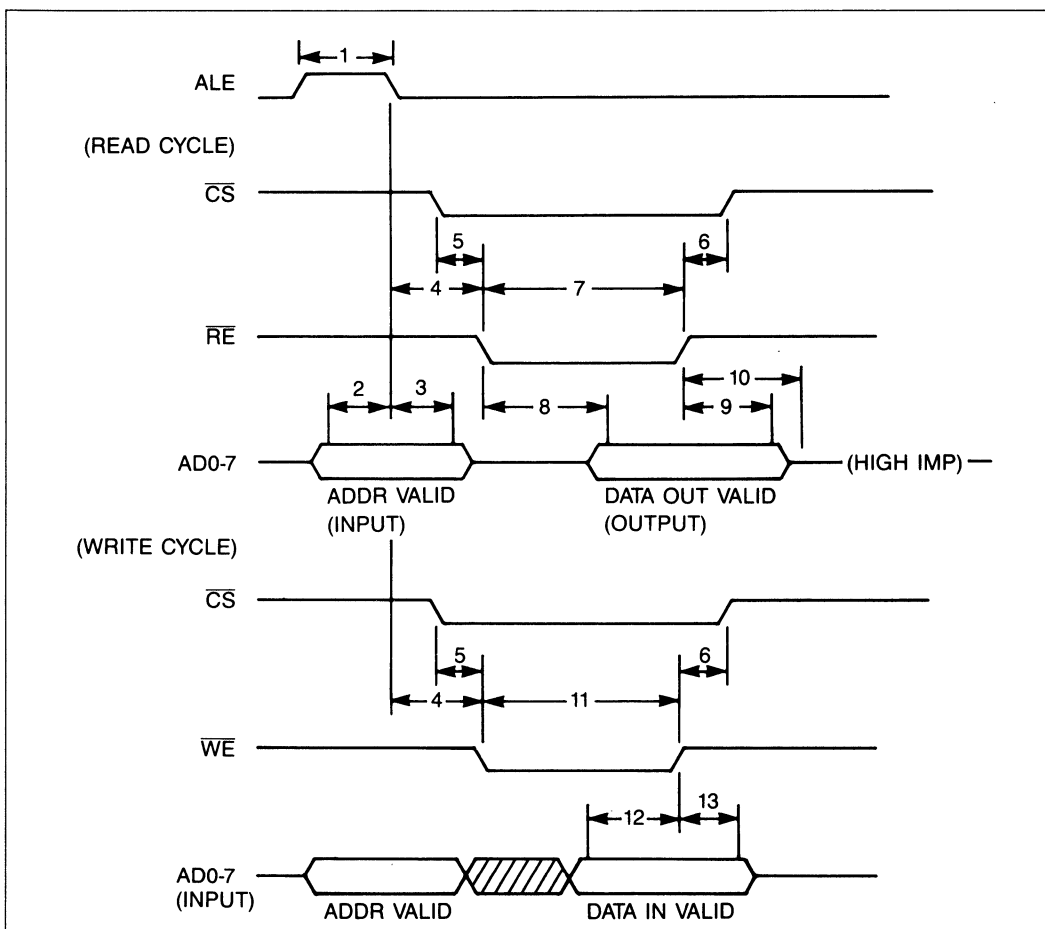 1
ALE
(READ CYCLE)
CS
5
6
4
7
RE
10
2
3
8
9
AD0-7
(HIGH IMP)
ADDR VALID
(INPUT)
DATA OUT VALID
(OUTPUT)
(WRITE CYCLE)
CS
5
6
4
11
WE
12
13
AD0-7
(INPUT)
ADDR VALID
DATA IN VALID